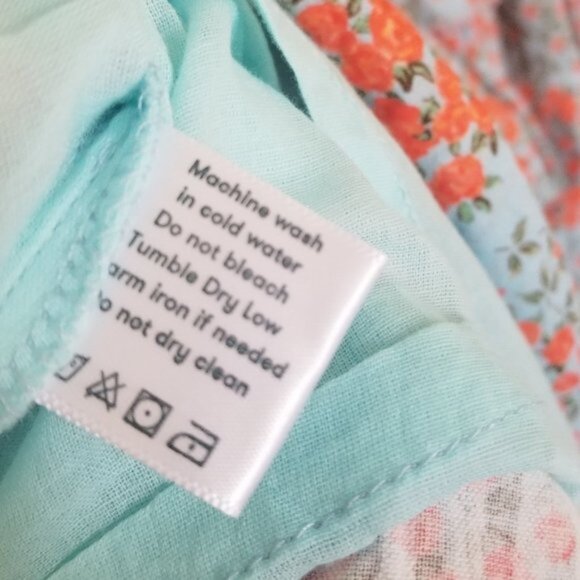 Machine wash
in cold water
Do not bleach
Tumble Dry Low
arm iron if needed
o not dry clean